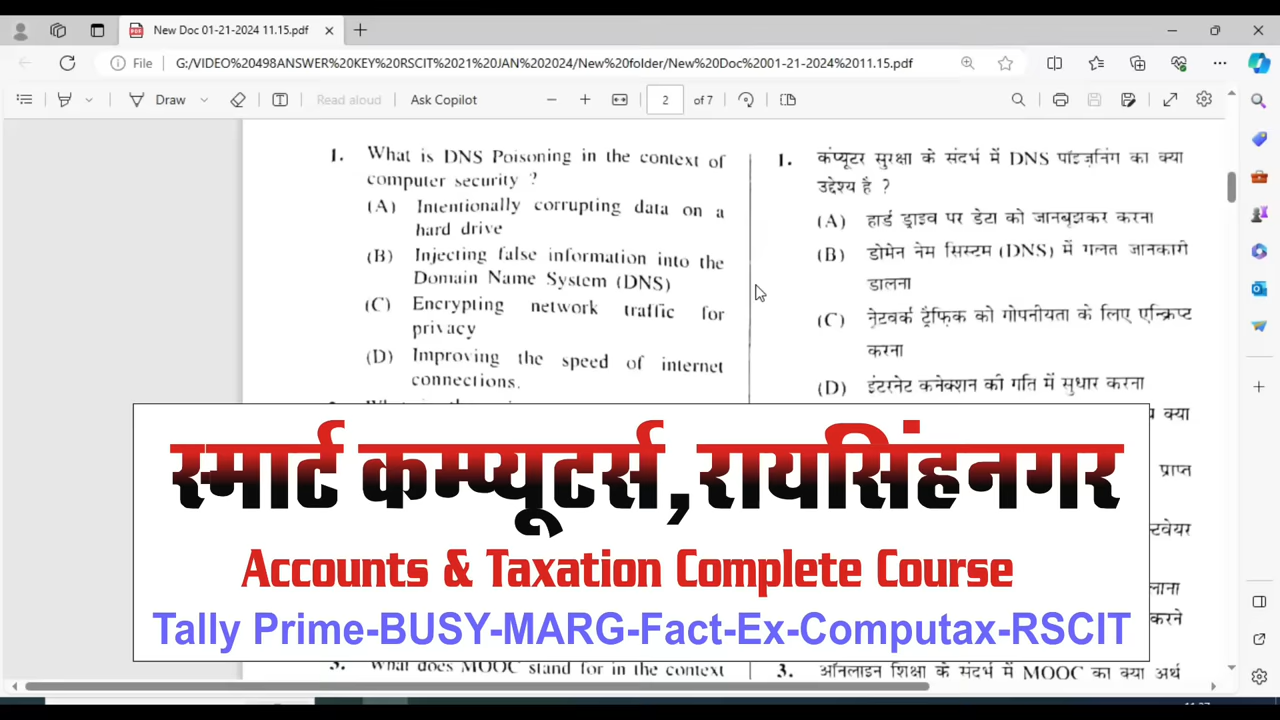 New Doc 01-21-2024 11.15.pdf
File G:/VIDEO%20498ANSWER%20KEY%20RSCIT%2021%20JAN%202024/New%20folder/New%20Doc%2001-21-2024%2011.15.pdf
Draw Read aloud Ask Copilot 2 of 7
1. What is DNS Poisoning in the context of
computer security ?
(A) Intentionally corrupting data on a
hard drive
(B) Injecting false information into the
Domain Name System (DNS)
(C) Encrypting network traffic for
privacy
(D) Improving the speed of internet
connections.
1. कंप्यूटर सुरक्षा के संदर्भ में DNS पॉइज़निंग का क्या
उद्देश्य है ?
(A) हार्ड ड्राइव पर डेटा को जानबूझकर करना
(B) डोमेन नेम सिस्टम (DNS) में गलत जानकारी
डालना
(C) नेटवर्क ट्रैफ़िक को गोपनीयता के लिए एन्क्रिप्ट
करना
(D) इंटरनेट कनेक्शन की गति में सुधार करना
क्या
प्राप्त
करने
स्मार्ट कम्प्यूटर्स,रायसिंहनगर
Accounts & Taxation Complete Course
Tally Prime-BUSY-MARG-Fact-Ex-Computax-RSCIT
3. What does MOOC stand for in the context
3. ऑनलाइन शिक्षा के संदर्भ में MOOC का क्या अर्थ